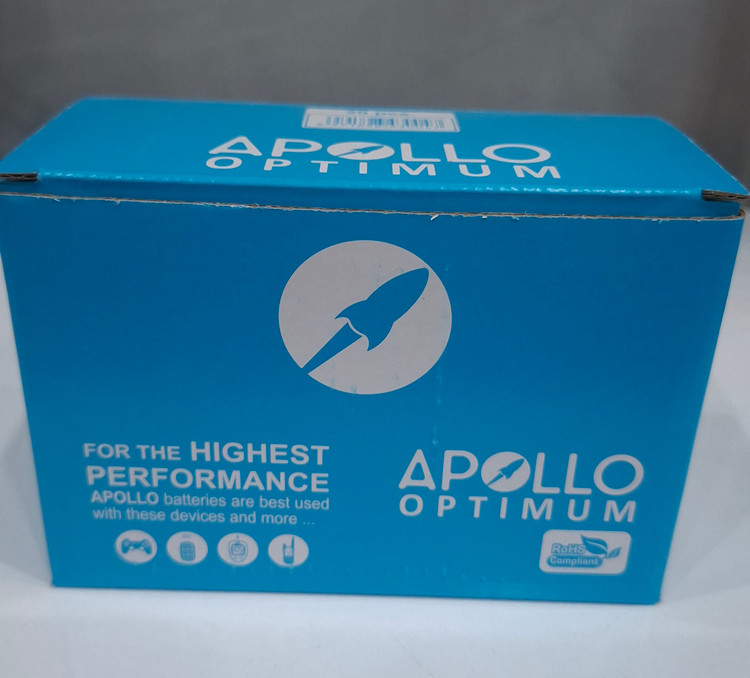 APOLLO
OPTIMUM
FOR THE HIGHEST
PERFORMANCE
APOLLO batteries are best used
with these devices and more ...
APOLLO
OPTIMUM
RoHS
Compliant